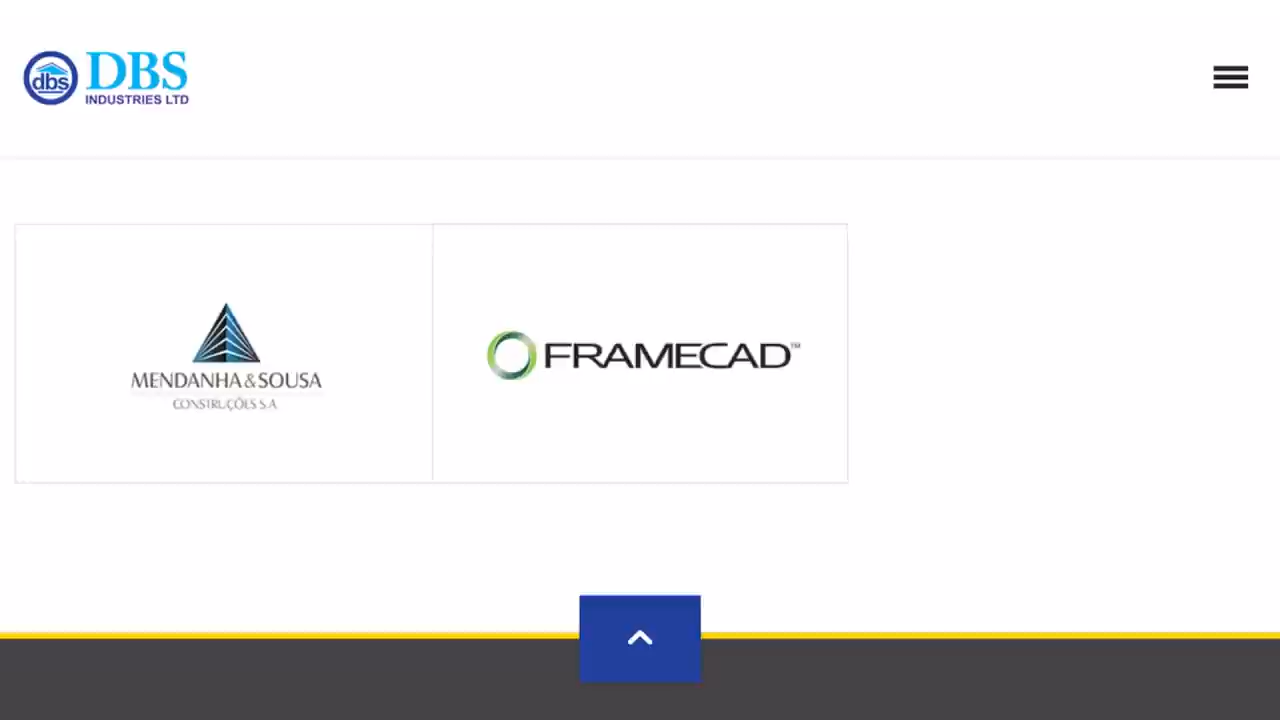 dbs
DBS
INDUSTRIES LTD
MENDANHA & SOUSA
CONSTRUÇÕES S.A
FRAMECAD™